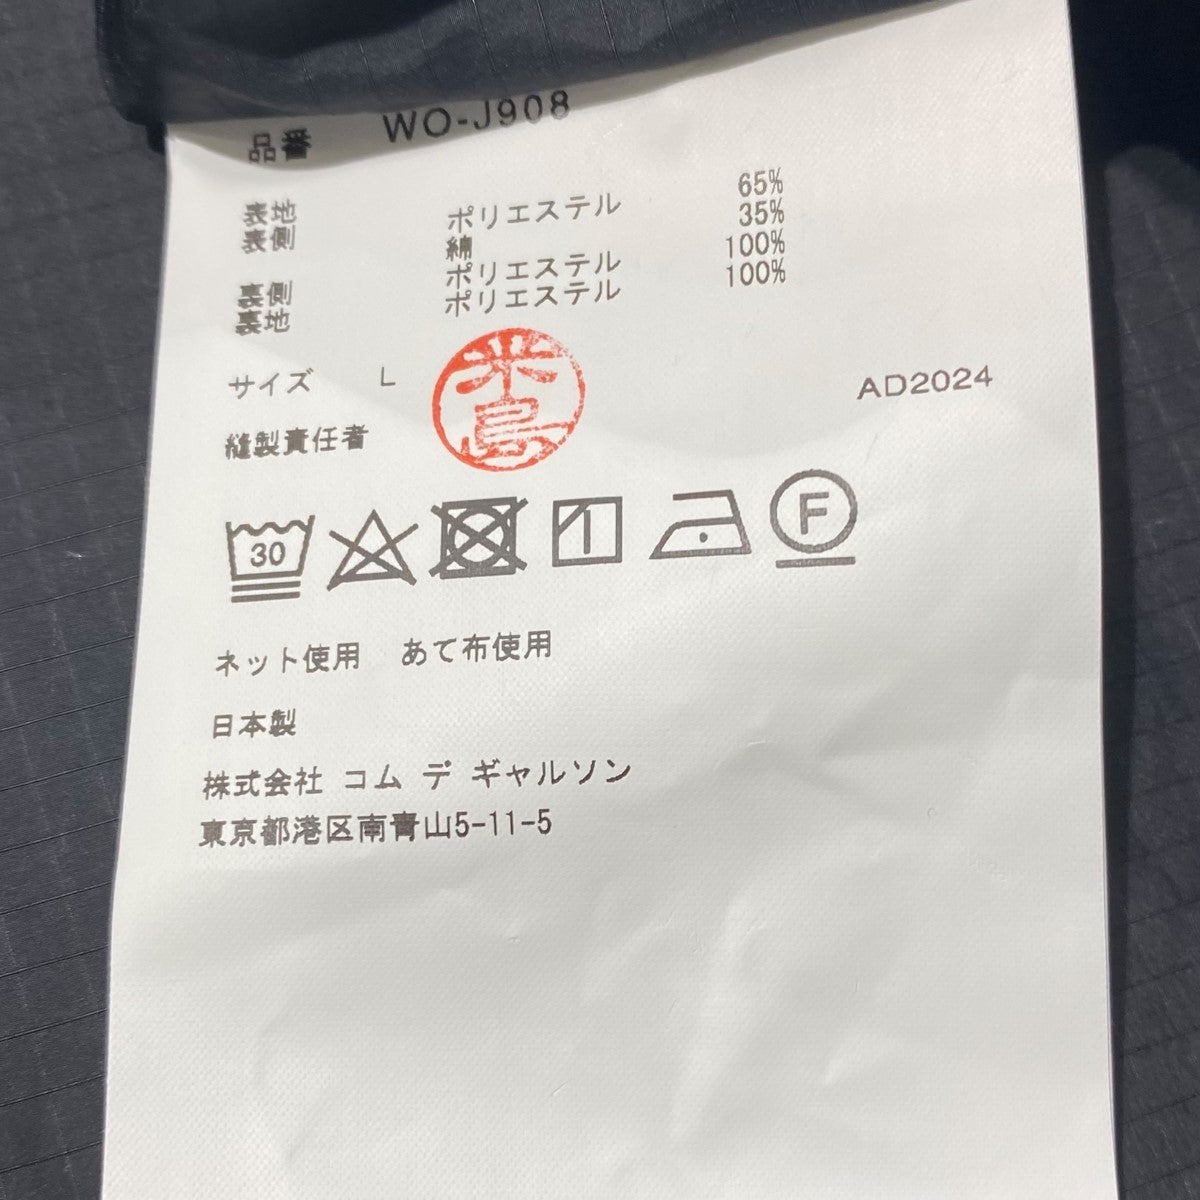 品番 WO-J908
65%
表地 ポリエステル 35%
表側 綿 100%
ポリエステル 100%
裏側 ポリエステル
裏地
サイズ L 米島 AD2024
縫製責任者
30 F
ネット使用 あて布使用
日本製
株式会社 コム デ ギャルソン
東京都港区南青山5-11-5